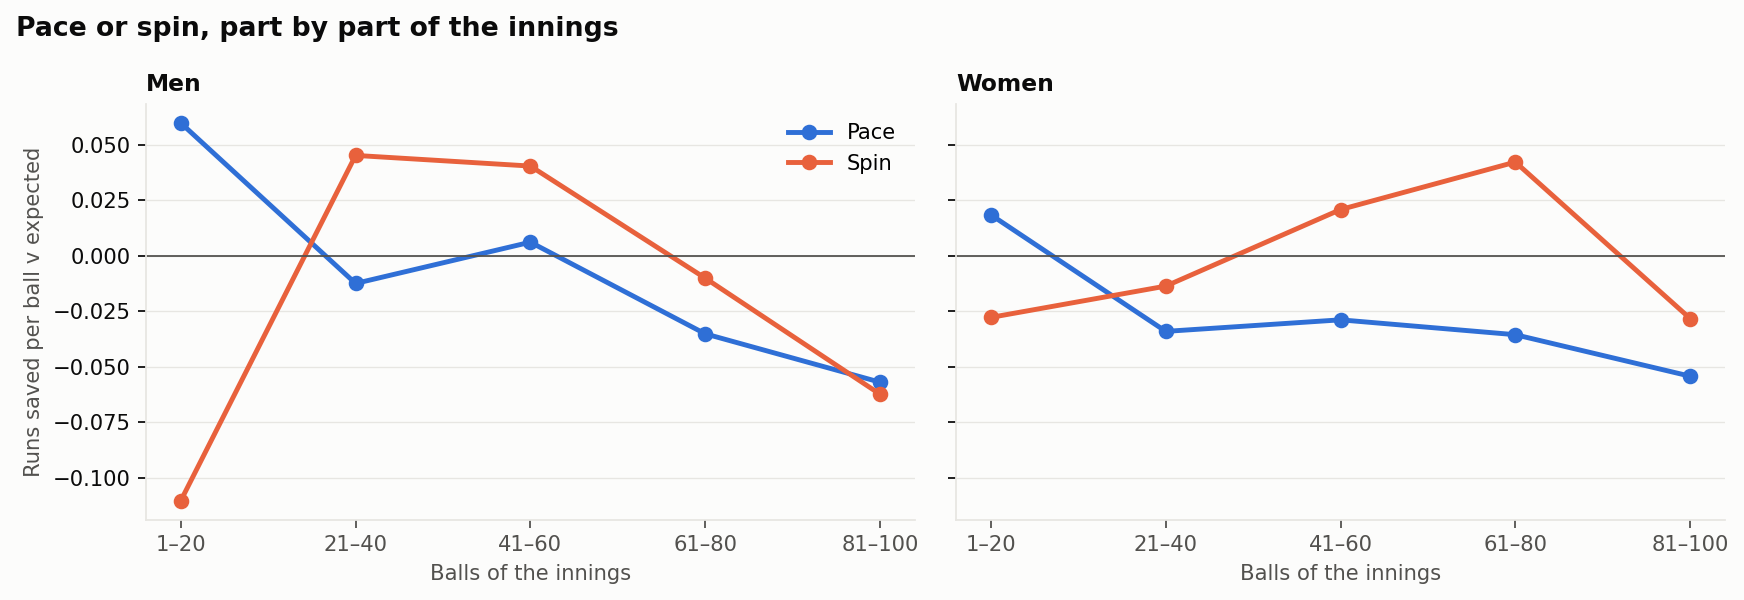 Pace or spin, part by part of the innings
Men
Women
Pace
Spin
Runs saved per ball v expected
0.050
0.025
0.000
−0.025
−0.050
−0.075
−0.100
1–20
21–40
41–60
61–80
81–100
1–20
21–40
41–60
61–80
81–100
Balls of the innings
Balls of the innings